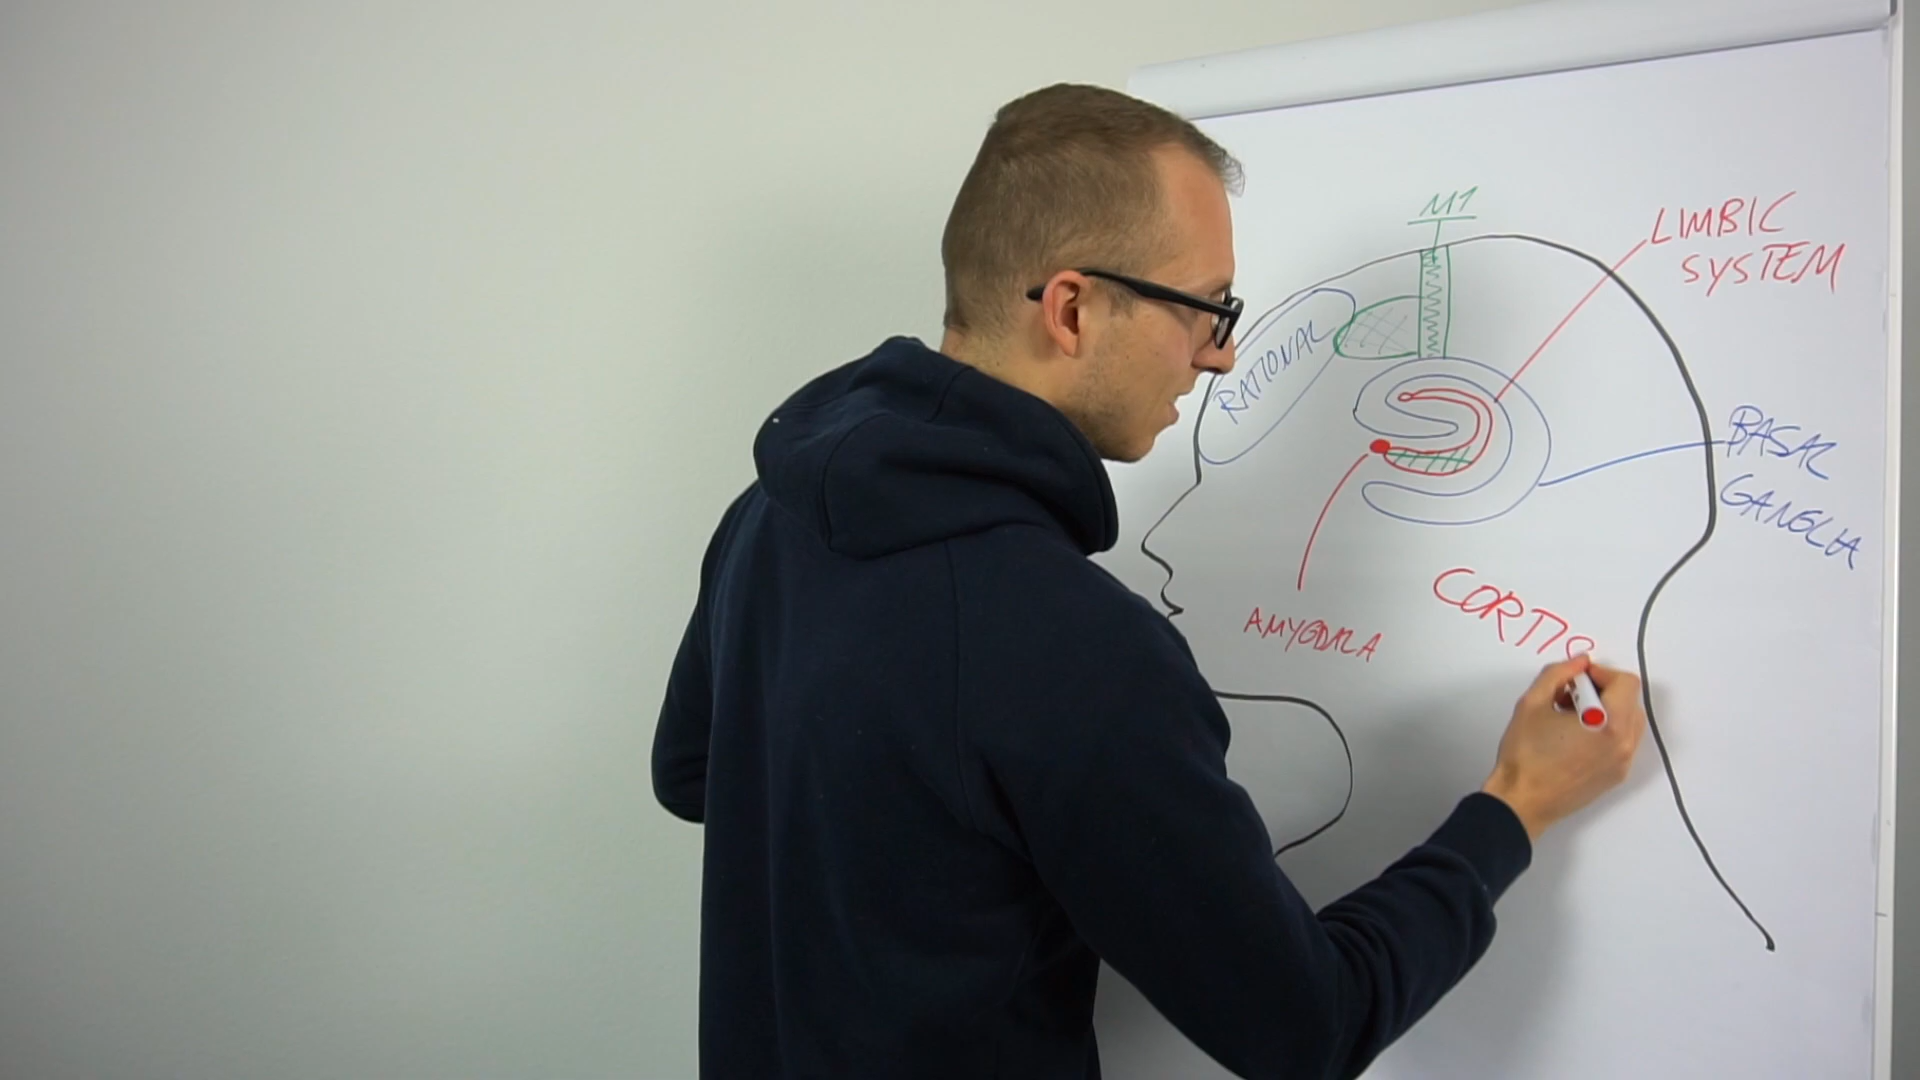 M1
LIMBIC
SYSTEM
RATIONAL
BASAL
GANGLIA
CORTIS
AMYGDALA